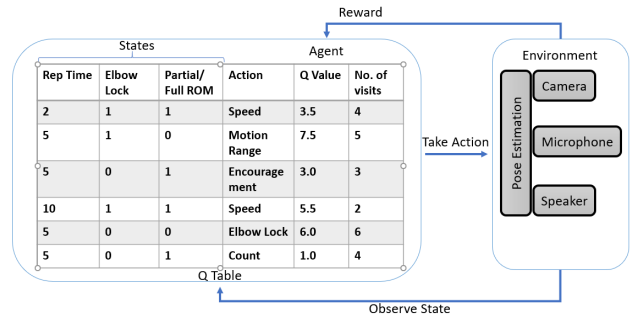 Reward
States
Agent
Environment
Rep Time
Elbow
Lock
Partial/
Full ROM
Action
Q Value
No. of
visits
2
1
1
Speed
3.5
4
5
1
0
Motion
Range
7.5
5
5
0
1
Encourage
ment
3.0
3
10
1
1
Speed
5.5
2
5
0
0
Elbow Lock
6.0
6
5
0
1
Count
1.0
4
Q Table
Take Action
Pose Estimation
Camera
Microphone
Speaker
Observe State